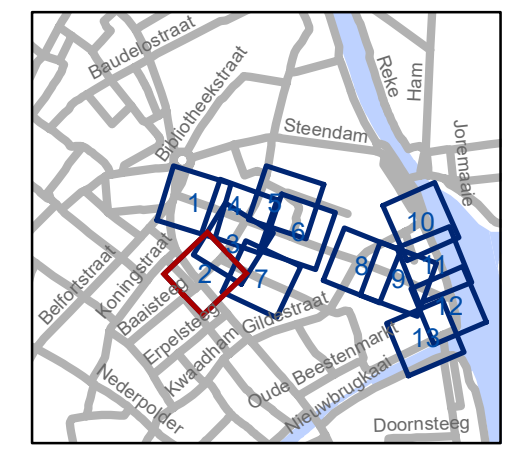 Baudelostraat
Bibliotheekstraat
Reke
Ham
Steendam
Joremaaie
1
4
5
6
3
2
7
8
9
10
11
12
13
Belfortstraat
Koningstraat
Baaisteeg
Erpelsteeg
Kwaadham
Gildestraat
Oude Beestenmarkt
Nieuwbrugkaai
Nederpolder
Doornsteeg